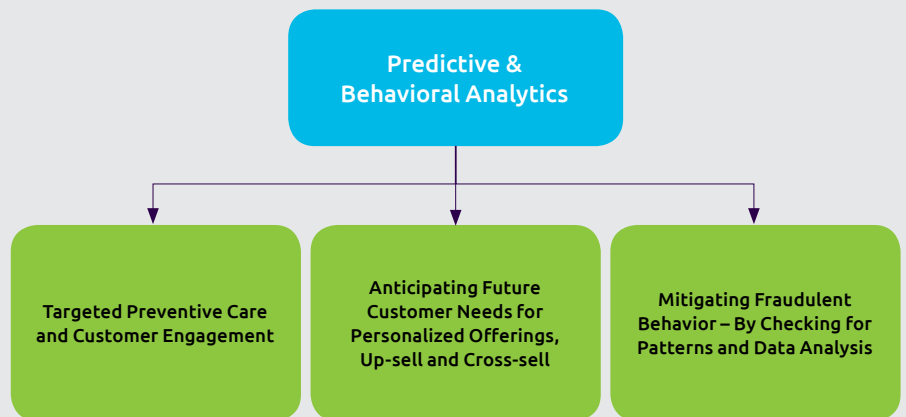 Predictive &
Behavioral Analytics
Targeted Preventive Care
and Customer Engagement
Anticipating Future
Customer Needs for
Personalized Offerings,
Up-sell and Cross-sell
Mitigating Fraudulent
Behavior – By Checking for
Patterns and Data Analysis